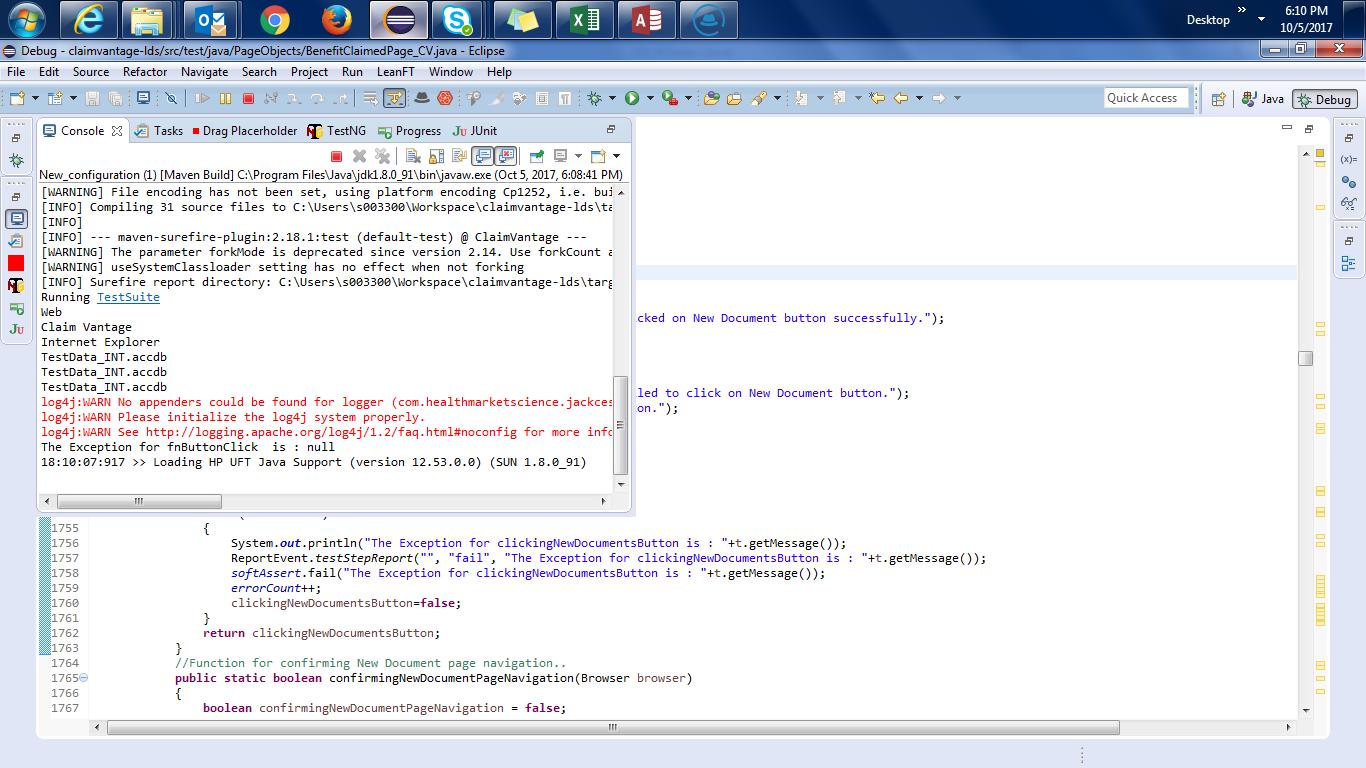 Desktop
»
6:10 PM
10/5/2017
Debug - claimvantage-lds/src/test/java/PageObjects/BenefitClaimedPage_CV.java - Eclipse
File Edit Source Refactor Navigate Search Project Run LeanFT Window Help
Quick Access
Java
Debug
Console Tasks Drag Placeholder TestNG Progress JUnit
New_configuration (1) [Maven Build] C:\Program Files\Java\jdk1.8.0_91\bin\javaw.exe (Oct 5, 2017, 6:08:41 PM)
[WARNING] File encoding has not been set, using platform encoding Cp1252, i.e. bui
[INFO] Compiling 31 source files to C:\Users\s003300\Workspace\claimvantage-lds\ta
[INFO]
[INFO] --- maven-surefire-plugin:2.18.1:test (default-test) @ ClaimVantage ---
[WARNING] The parameter forkMode is deprecated since version 2.14. Use forkCount a
[WARNING] useSystemClassloader setting has no effect when not forking
[INFO] Surefire report directory: C:\Users\s003300\Workspace\claimvantage-lds\targ
Running TestSuite
Web
cked on New Document button successfully.");
Claim Vantage
Internet Explorer
TestData_INT.accdb
TestData_INT.accdb
TestData_INT.accdb
led to click on New Document button.");
log4j:WARN No appenders could be found for logger (com.healthmarketscience.jackces
on.");
log4j:WARN Please initialize the log4j system properly.
log4j:WARN See http://logging.apache.org/log4j/1.2/faq.html#noconfig for more info
The Exception for fnButtonClick is : null
18:10:07:917 >> Loading HP UFT Java Support (version 12.53.0.0) (SUN 1.8.0_91)
1755 {
1756 System.out.println("The Exception for clickingNewDocumentsButton is : "+t.getMessage());
1757 ReportEvent.testStepReport("", "fail", "The Exception for clickingNewDocumentsButton is : "+t.getMessage());
1758 softAssert.fail("The Exception for clickingNewDocumentsButton is : "+t.getMessage());
1759 errorCount++;
1760 clickingNewDocumentsButton=false;
1761 }
1762 return clickingNewDocumentsButton;
1763 }
1764 //Function for confirming New Document page navigation..
1765 public static boolean confirmingNewDocumentPageNavigation(Browser browser)
1766 {
1767 boolean confirmingNewDocumentPageNavigation = false;